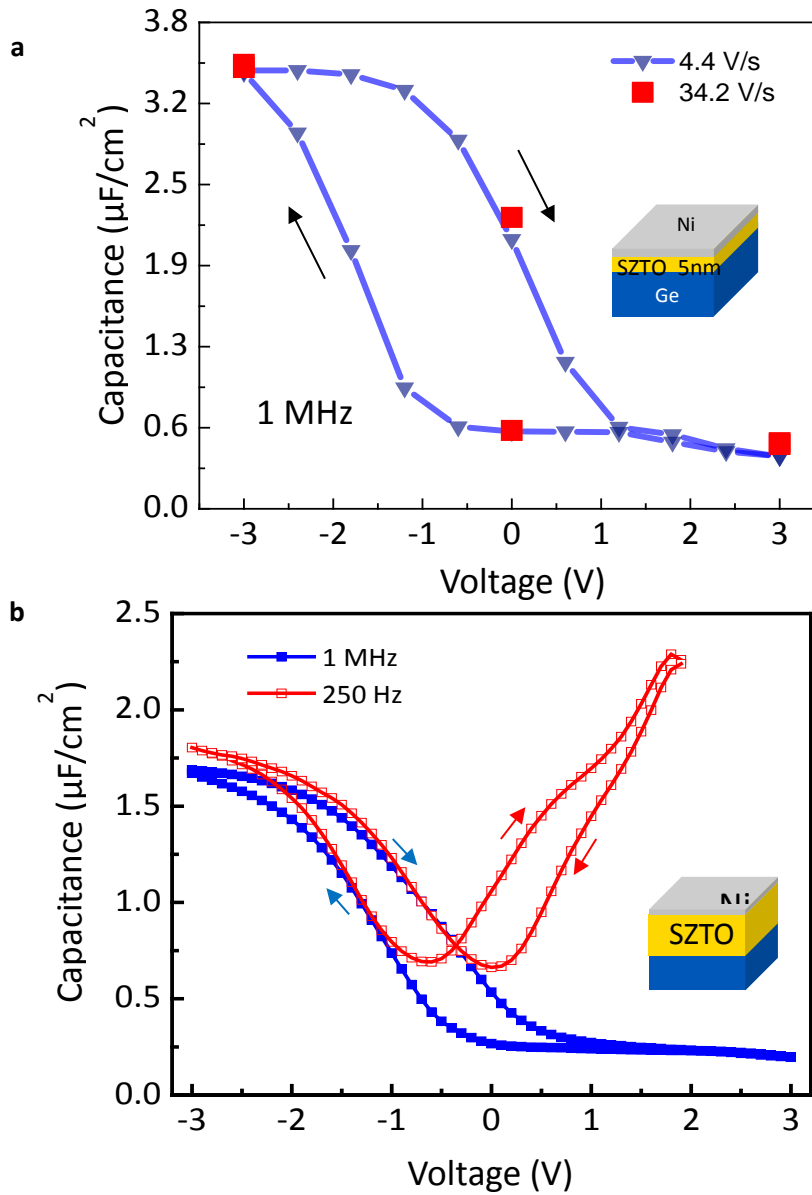 a
3.8
3.2
2.5
1.9
1.3
0.6
0.0
Capacitance (µF/cm²)
4.4 V/s
34.2 V/s
Ni
SZTO 5nm
Ge
1 MHz
-3 -2 -1 0 1 2 3
Voltage (V)
b
2.5
2.0
1.5
1.0
0.5
0.0
Capacitance (µF/cm²)
1 MHz
250 Hz
Ni
SZTO
-3 -2 -1 0 1 2 3
Voltage (V)